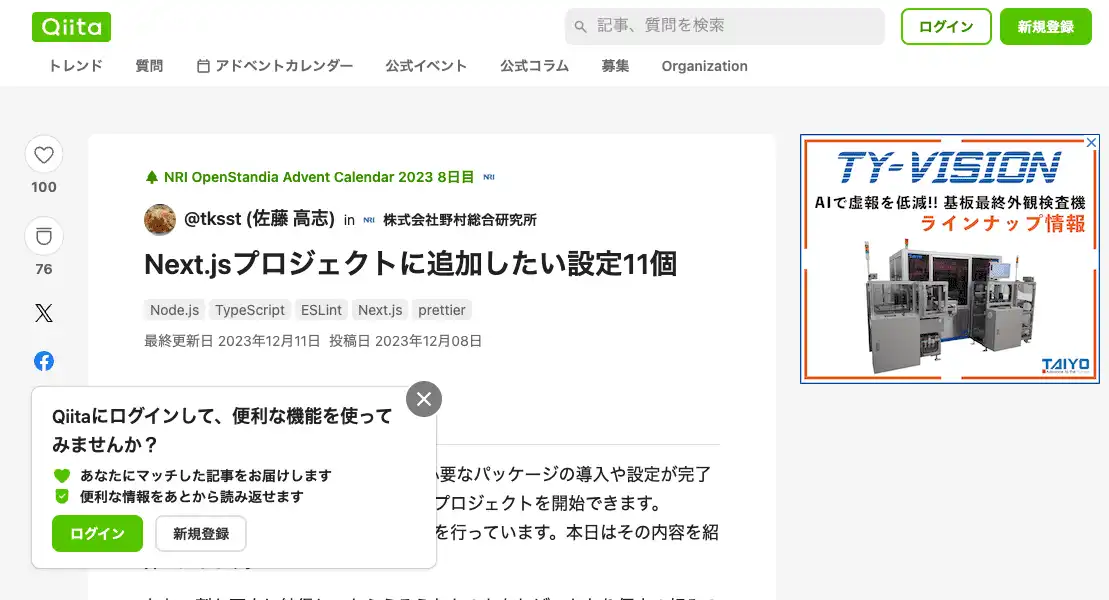 Qiita
記事、質問を検索
ログイン
新規登録
トレンド
質問
アドベントカレンダー
公式イベント
公式コラム
募集
Organization
100
76
NRI OpenStandia Advent Calendar 2023 8日目
NRI
@tksst (佐藤 高志) in NRI 株式会社野村総合研究所
Next.jsプロジェクトに追加したい設定11個
Node.js TypeScript ESLint Next.js prettier
最終更新日 2023年12月11日 投稿日 2023年12月08日
要なパッケージの導入や設定が完了
プロジェクトを開始できます。
を行っています。本日はその内容を紹
Qiitaにログインして、便利な機能を使って
みませんか？
あなたにマッチした記事をお届けします
便利な情報をあとから読み返せます
ログイン
新規登録
TY-VISION
AIで虚報を低減!! 基板最終外観検査機
ラインナップ情報
TAIYO